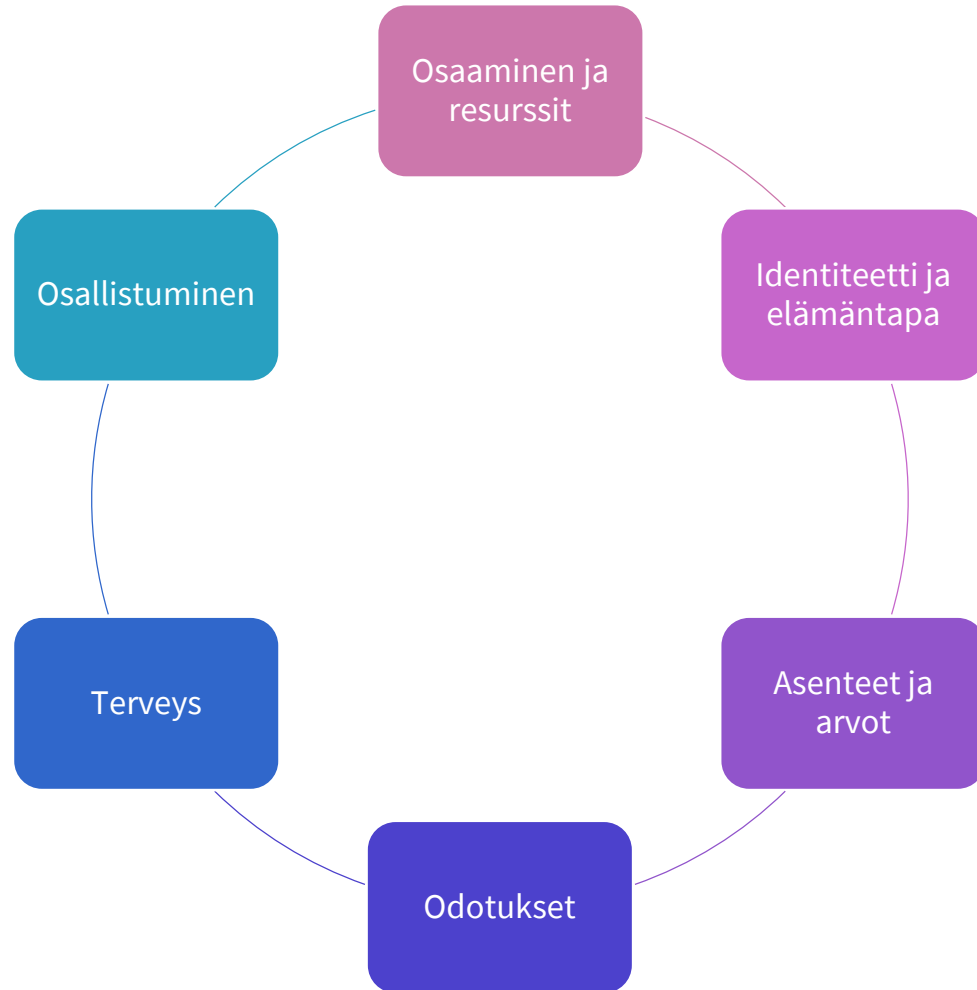 Osaaminen ja
resurssit
Identiteetti ja
elämäntapa
Asenteet ja
arvot
Odotukset
Terveys
Osallistuminen